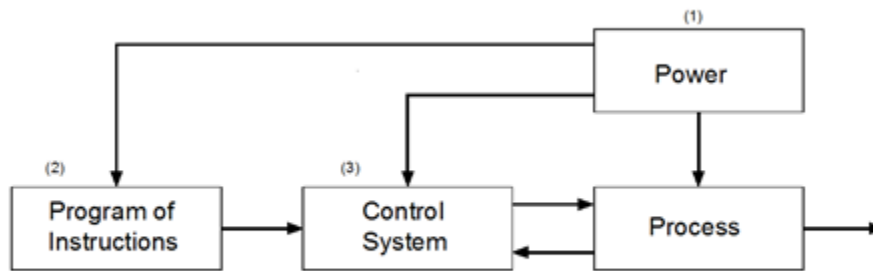 (1)
Power
(2)
Program of
Instructions
(3)
Control
System
Process